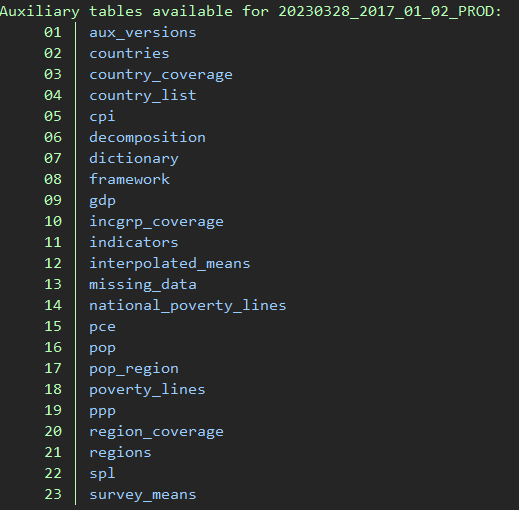 Auxiliary tables available for 20230328_2017_01_02_PROD:
01 aux_versions
02 countries
03 country_coverage
04 country_list
05 cpi
06 decomposition
07 dictionary
08 framework
09 gdp
10 incgrp_coverage
11 indicators
12 interpolated_means
13 missing_data
14 national_poverty_lines
15 pce
16 pop
17 pop_region
18 poverty_lines
19 ppp
20 region_coverage
21 regions
22 spl
23 survey_means